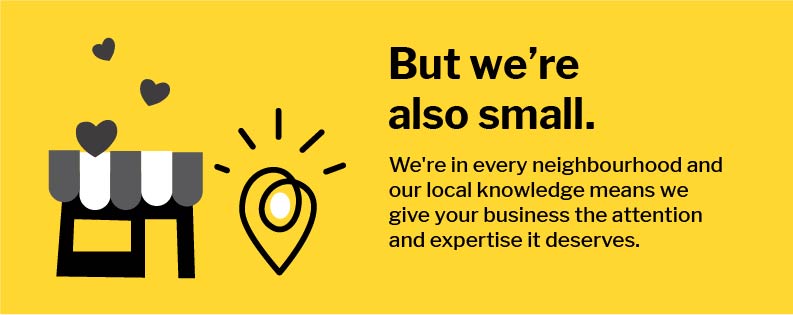 But we’re
also small.
We're in every neighbourhood and
our local knowledge means we
give your business the attention
and expertise it deserves.